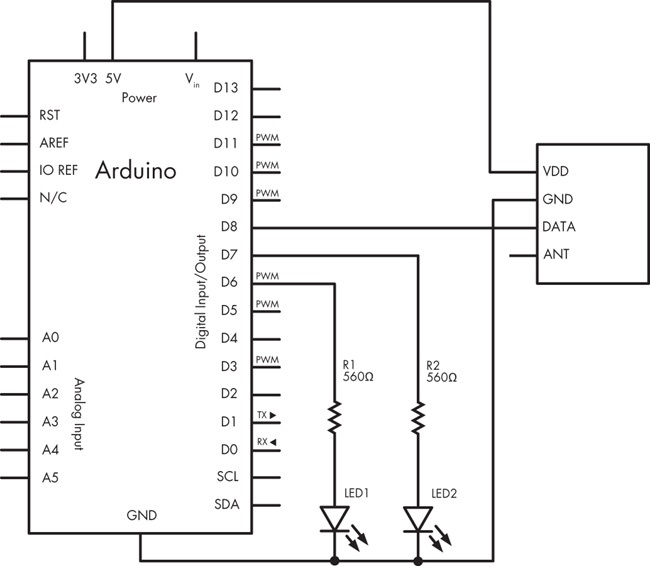 3V3 5V Vin
Power
Arduino
RST
AREF
IO REF
N/C
A0
A1
A2
A3
A4
A5
Analog Input
GND
D13
D12
D11 PWM
D10 PWM
D9 PWM
D8
D7
D6 PWM
D5 PWM
D4
D3 PWM
D2
D1 TX ▶
D0 RX ◀
SCL
SDA
Digital Input/Output
R1
560Ω
R2
560Ω
LED1
LED2
VDD
GND
DATA
ANT